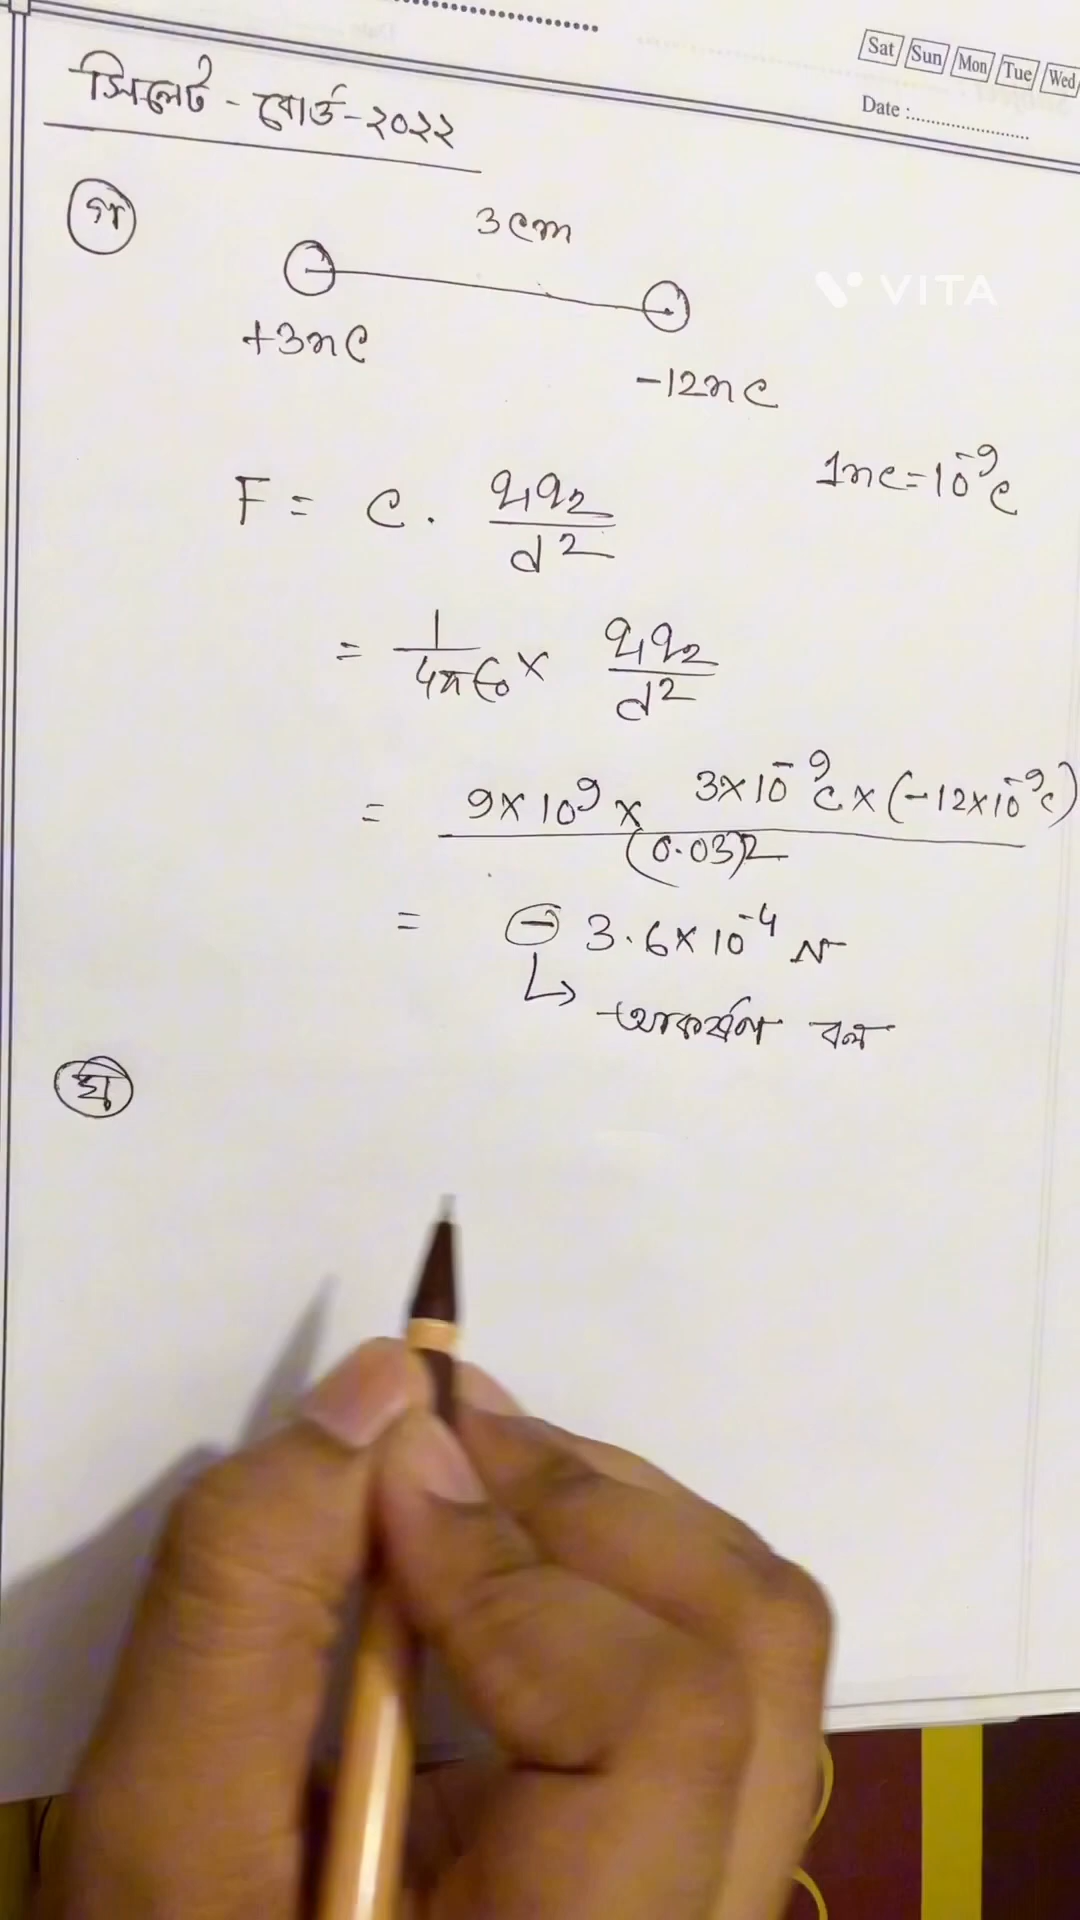 Sat Sun Mon Tue Wed
Date :........................
সিলেট - বোর্ড-২০২২
গ
3cm
VITA
+3nC
-12nC
1nc=10⁻⁹C
F = C. q₁q₂/d²
= 1/4πε₀ × q₁q₂/d²
= 9×10⁹ × 3×10⁻⁹C×(-12×10⁻⁹C)/(0.03)²
= - 3.6×10⁻⁴ N
↳ আকর্ষণ বল
ঘ